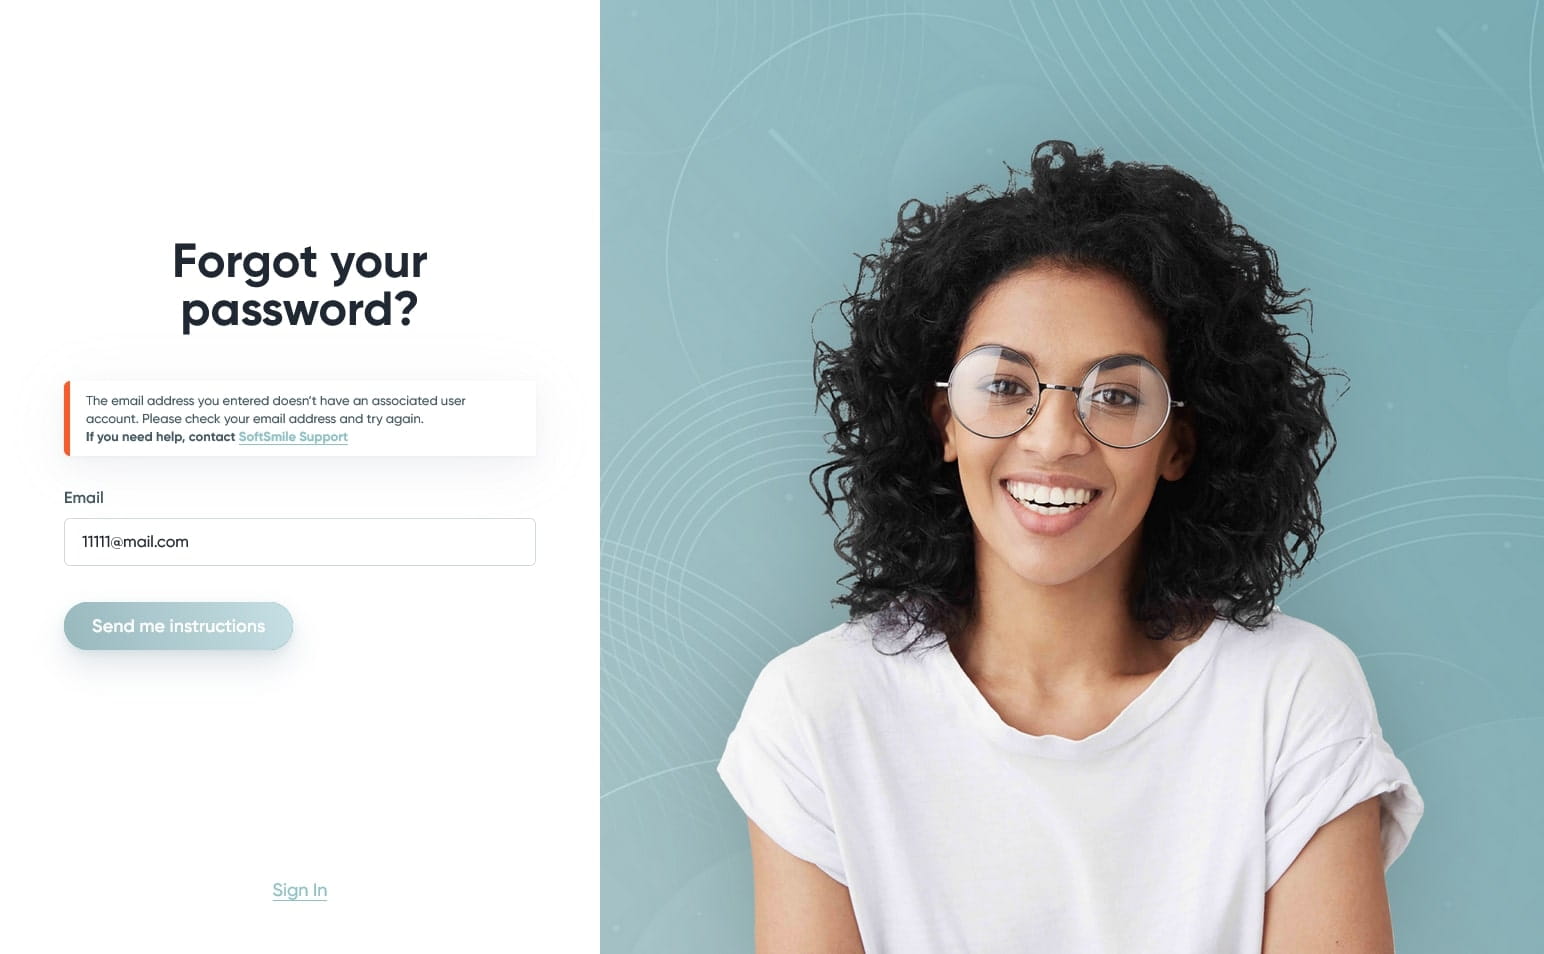 Forgot your
password?
The email address you entered doesn’t have an associated user
account. Please check your email address and try again.
If you need help, contact SoftSmile Support
Email
11111@mail.com
Send me instructions
Sign In